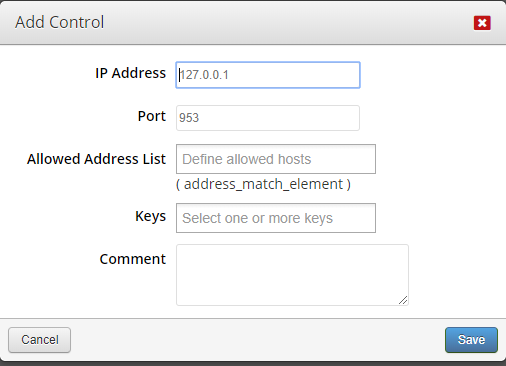 Add Control
IP Address
127.0.0.1
Port
953
Allowed Address List
Define allowed hosts
( address_match_element )
Keys
Select one or more keys
Comment
Cancel
Save